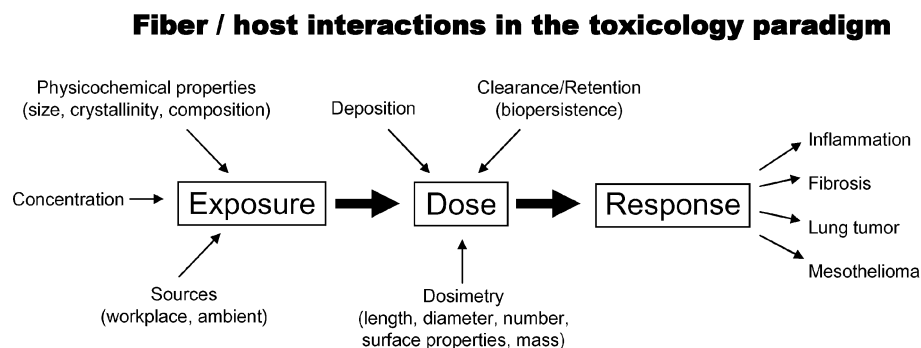 Fiber / host interactions in the toxicology paradigm
Physicochemical properties
(size, crystallinity, composition)
Deposition
Clearance/Retention
(biopersistence)
Concentration
Exposure
Dose
Response
Inflammation
Fibrosis
Lung tumor
Mesothelioma
Sources
(workplace, ambient)
Dosimetry
(length, diameter, number,
surface properties, mass)